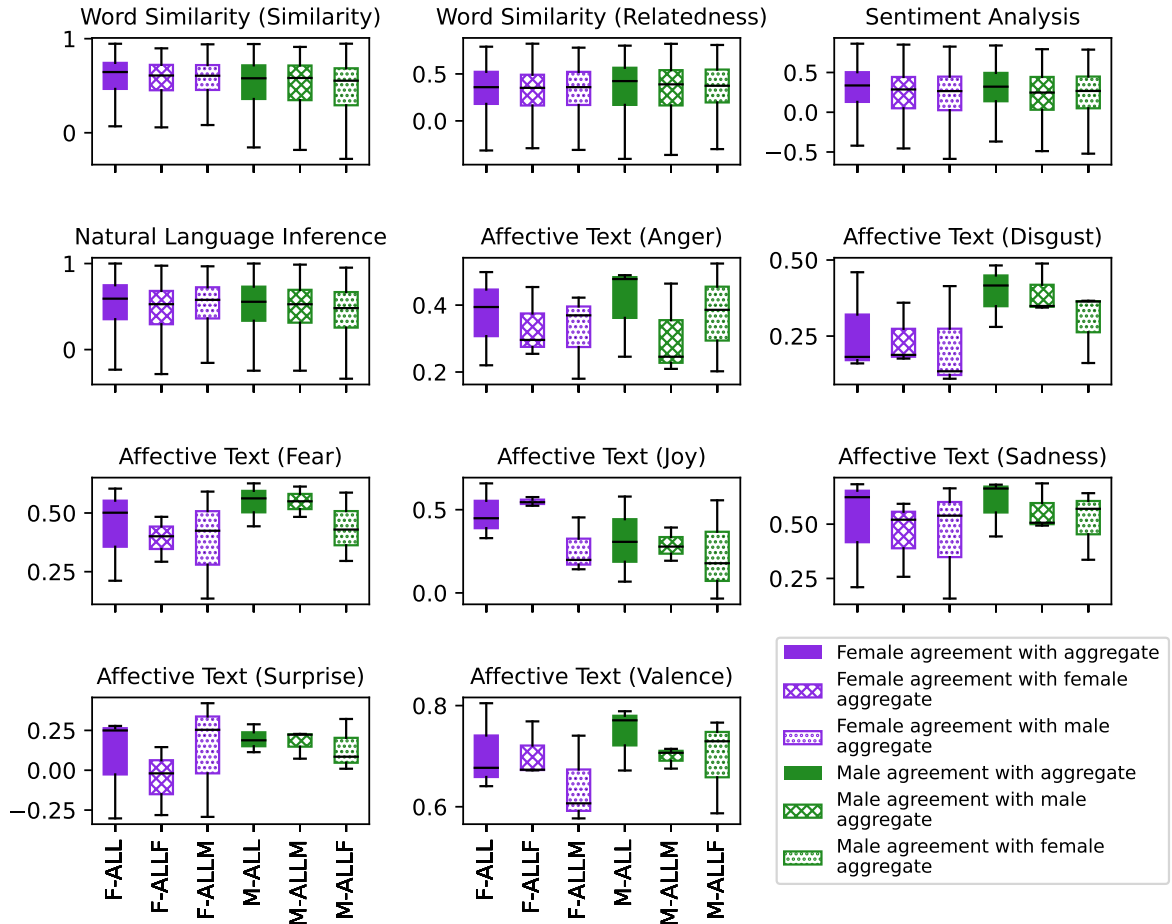 Word Similarity (Similarity)
1
0
Word Similarity (Relatedness)
0.5
0.0
Sentiment Analysis
0.5
0.0
−0.5
Natural Language Inference
1
0
Affective Text (Anger)
0.4
0.2
Affective Text (Disgust)
0.50
0.25
Affective Text (Fear)
0.50
0.25
Affective Text (Joy)
0.5
0.0
Affective Text (Sadness)
0.50
0.25
Affective Text (Surprise)
0.25
0.00
−0.25
F-ALL
F-ALLF
F-ALLM
M-ALL
M-ALLM
M-ALLF
Affective Text (Valence)
0.8
0.6
F-ALL
F-ALLF
F-ALLM
M-ALL
M-ALLM
M-ALLF
Female agreement with aggregate
Female agreement with female
aggregate
Female agreement with male
aggregate
Male agreement with aggregate
Male agreement with male
aggregate
Male agreement with female
aggregate